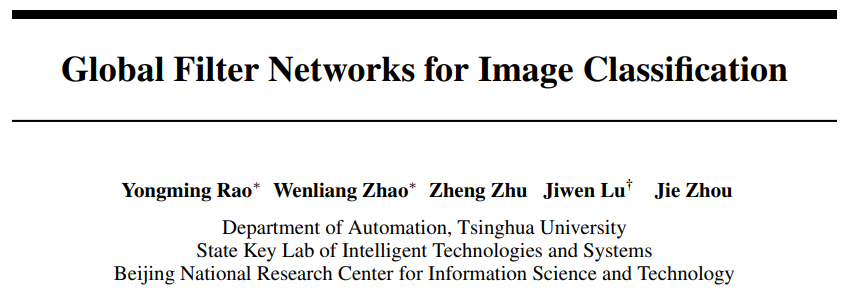 Global Filter Networks for Image Classification
Yongming Rao* Wenliang Zhao* Zheng Zhu Jiwen Lu† Jie Zhou
Department of Automation, Tsinghua University
State Key Lab of Intelligent Technologies and Systems
Beijing National Research Center for Information Science and Technology